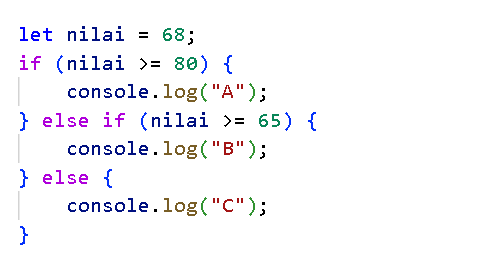 let nilai = 68;
if (nilai >= 80) {
    console.log("A");
} else if (nilai >= 65) {
    console.log("B");
} else {
    console.log("C");
}